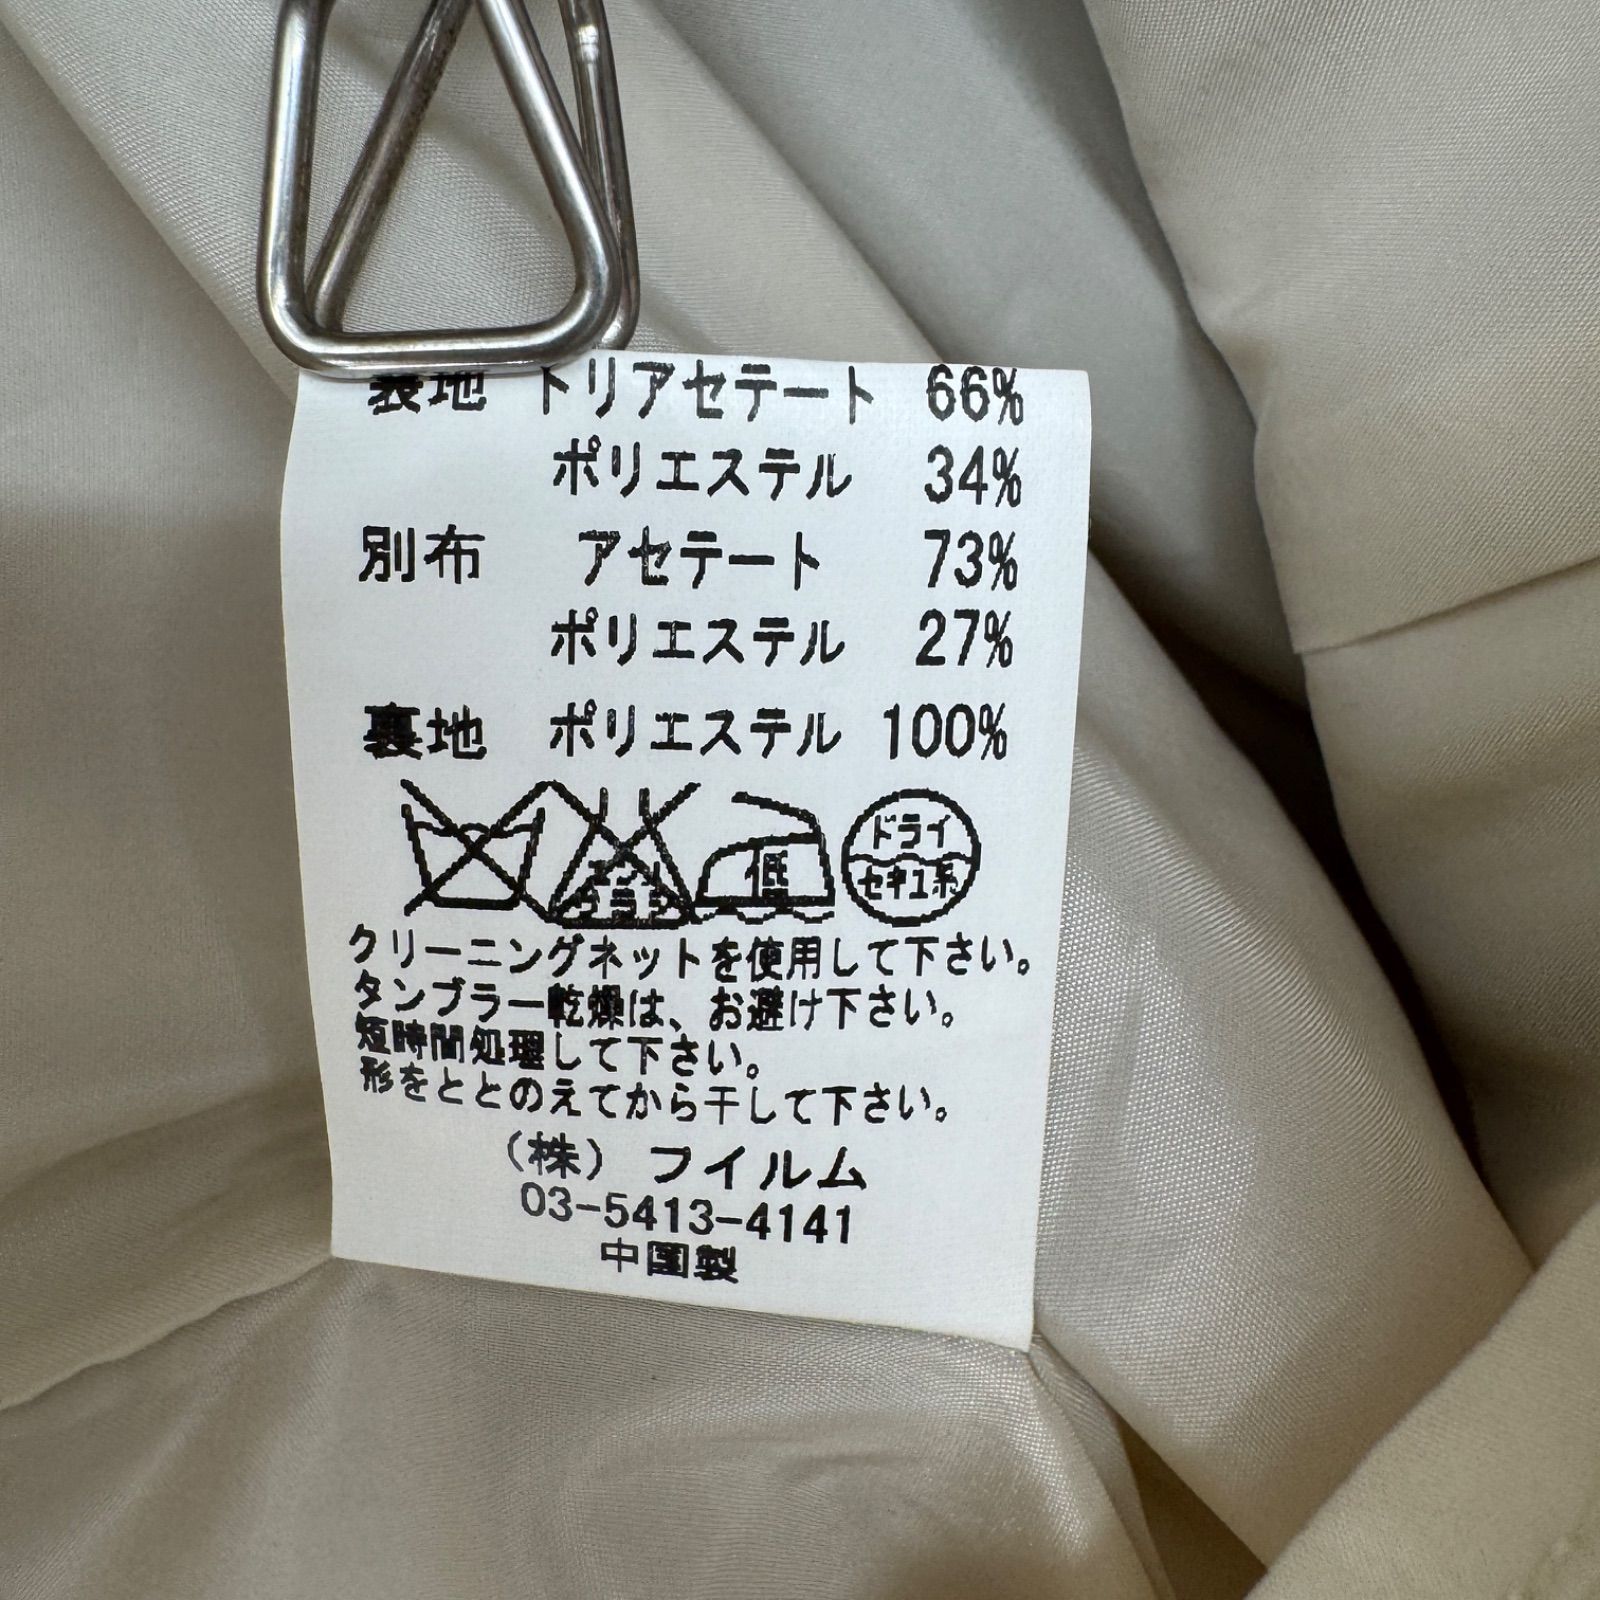 表地 トリアセテート 66%
ポリエステル 34%
別布 アセテート 73%
ポリエステル 27%
裏地 ポリエステル 100%
エンソ
サラシ
低
ドライ
セキユ系
クリーニングネットを使用して下さい。
タンブラー乾燥は、お避け下さい。
短時間処理して下さい。
形をととのえてから干して下さい。
(株) フイルム
03-5413-4141
中国製